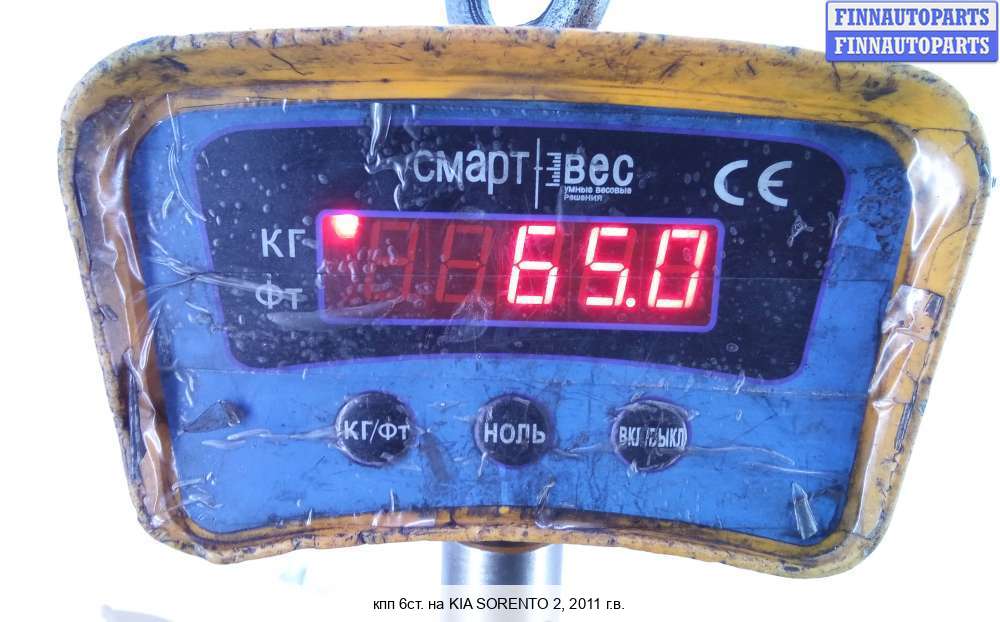 FINNAUTOPARTS
FINNAUTOPARTS
смарт вес
умные весовые
решения
CE
КГ
Фт
65.0
КГ/Фт
НОЛЬ
ВКЛ/ВЫКЛ
кпп 6ст. на KIA SORENTO 2, 2011 г.в.